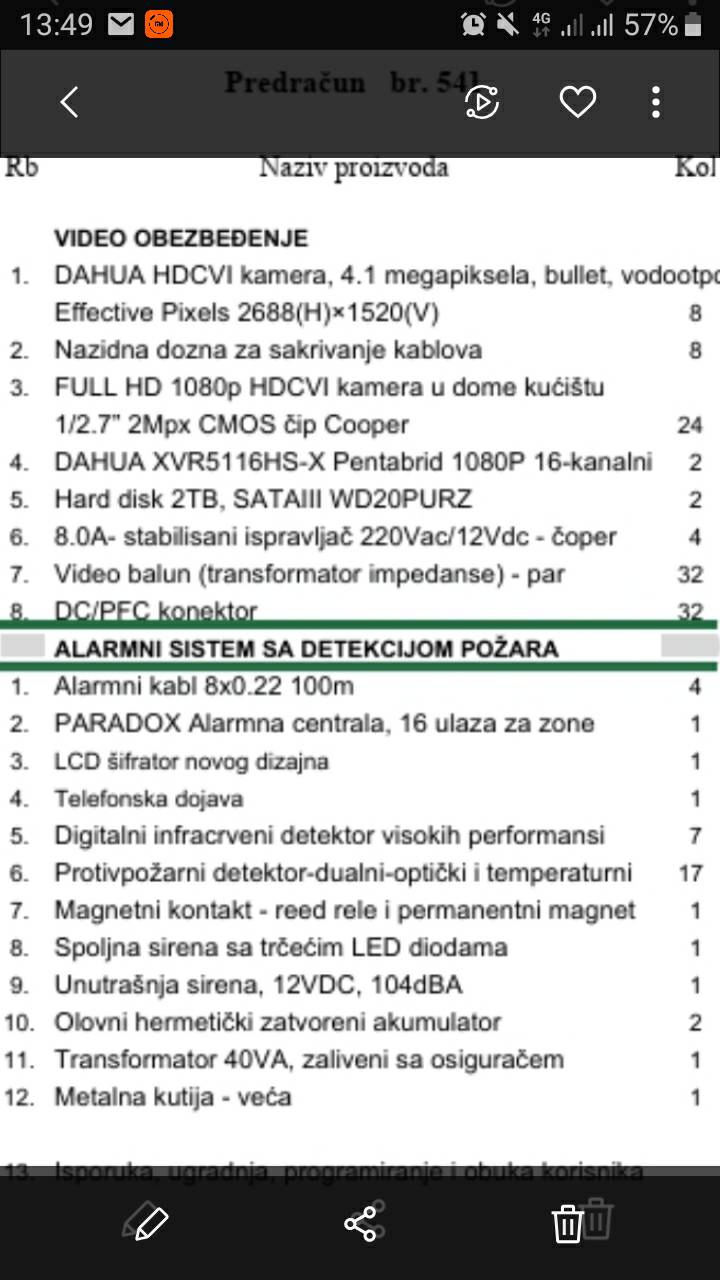 13:49 4G 57%
Predračun br. 541
Rb Naziv proizvoda Kol
VIDEO OBEZBEĐENJE
1. DAHUA HDCVI kamera, 4.1 megapiksela, bullet, vodootpo
Effective Pixels 2688(H)×1520(V) 8
2. Nazidna dozna za sakrivanje kablova 8
3. FULL HD 1080p HDCVI kamera u dome kućištu
1/2.7” 2Mpx CMOS čip Cooper 24
4. DAHUA XVR5116HS-X Pentabrid 1080P 16-kanalni 2
5. Hard disk 2TB, SATAIII WD20PURZ 2
6. 8.0A- stabilisani ispravljač 220Vac/12Vdc - čoper 4
7. Video balun (transformator impedanse) - par 32
8. DC/PFC konektor 32
ALARMNI SISTEM SA DETEKCIJOM POŽARA
1. Alarmni kabl 8x0.22 100m 4
2. PARADOX Alarmna centrala, 16 ulaza za zone 1
3. LCD šifrator novog dizajna 1
4. Telefonska dojava 1
5. Digitalni infracrveni detektor visokih performansi 7
6. Protivpožarni detektor-dualni-optički i temperaturni 17
7. Magnetni kontakt - reed rele i permanentni magnet 1
8. Spoljna sirena sa trčećim LED diodama 1
9. Unutrašnja sirena, 12VDC, 104dBA 1
10. Olovni hermetički zatvoreni akumulator 2
11. Transformator 40VA, zaliveni sa osiguračem 1
12. Metalna kutija - veća 1
13. Isporuka, ugradnja, programiranje i obuka korisnika